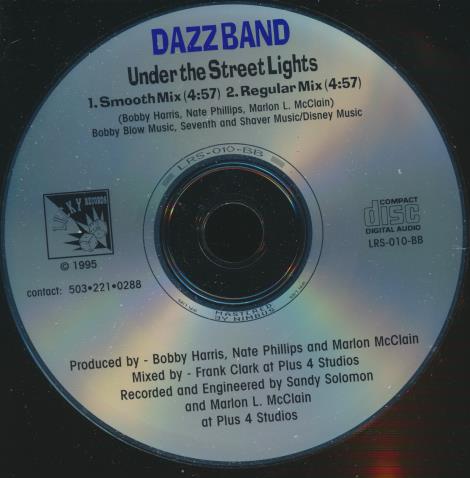 DAZZ BAND
Under the Street Lights
1. Smooth Mix (4:57) 2. Regular Mix (4:57)
(Bobby Harris, Nate Phillips, Marlon L. McClain)
Bobby Blow Music, Seventh and Shaver Music/Disney Music
LRS-010-BB
RECORDS
© 1995
contact: 503•221•0288
COMPACT
disc
DIGITAL AUDIO
LRS-010-BB
MASTERED
BY NIMBUS
Produced by - Bobby Harris, Nate Phillips and Marlon McClain
Mixed by - Frank Clark at Plus 4 Studios
Recorded and Engineered by Sandy Solomon
and Marlon L. McClain
at Plus 4 Studios